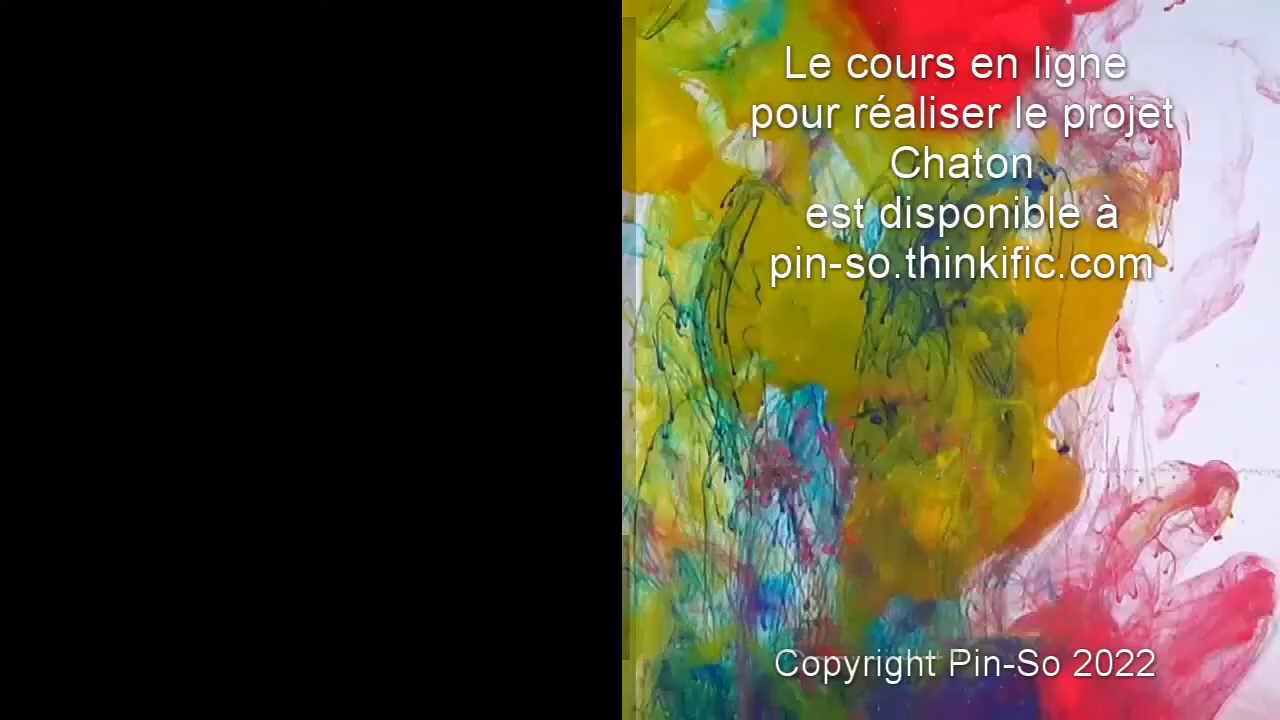 Le cours en ligne
pour réaliser le projet
Chaton
est disponible à
pin-so.thinkific.com
Copyright Pin-So 2022